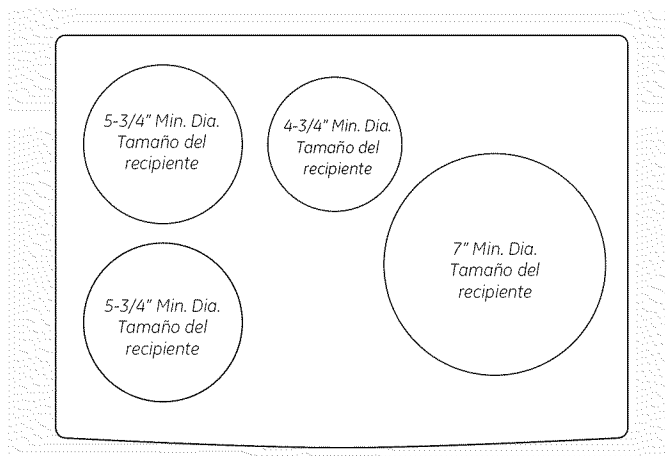 5-3/4" Min. Dia.
Tamaño del
recipiente
4-3/4" Min. Dia.
Tamaño del
recipiente
7" Min. Dia.
Tamaño del
recipiente
5-3/4" Min. Dia.
Tamaño del
recipiente